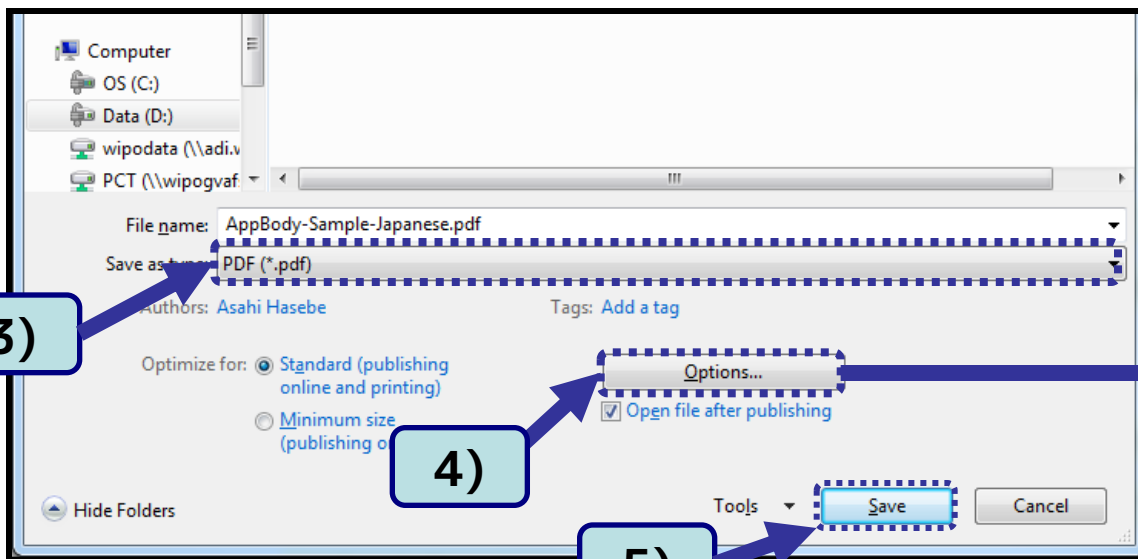 Computer
OS (C:)
Data (D:)
wipodata (\\adi.w
PCT (\\wipogvaf
File name: AppBody-Sample-Japanese.pdf
Save as type: PDF (*.pdf)
3)
Authors: Asahi Hasebe Tags: Add a tag
Optimize for: Standard (publishing
online and printing)
Options...
Minimum size
(publishing o
Open file after publishing
4)
Hide Folders
Tools Save Cancel
5)